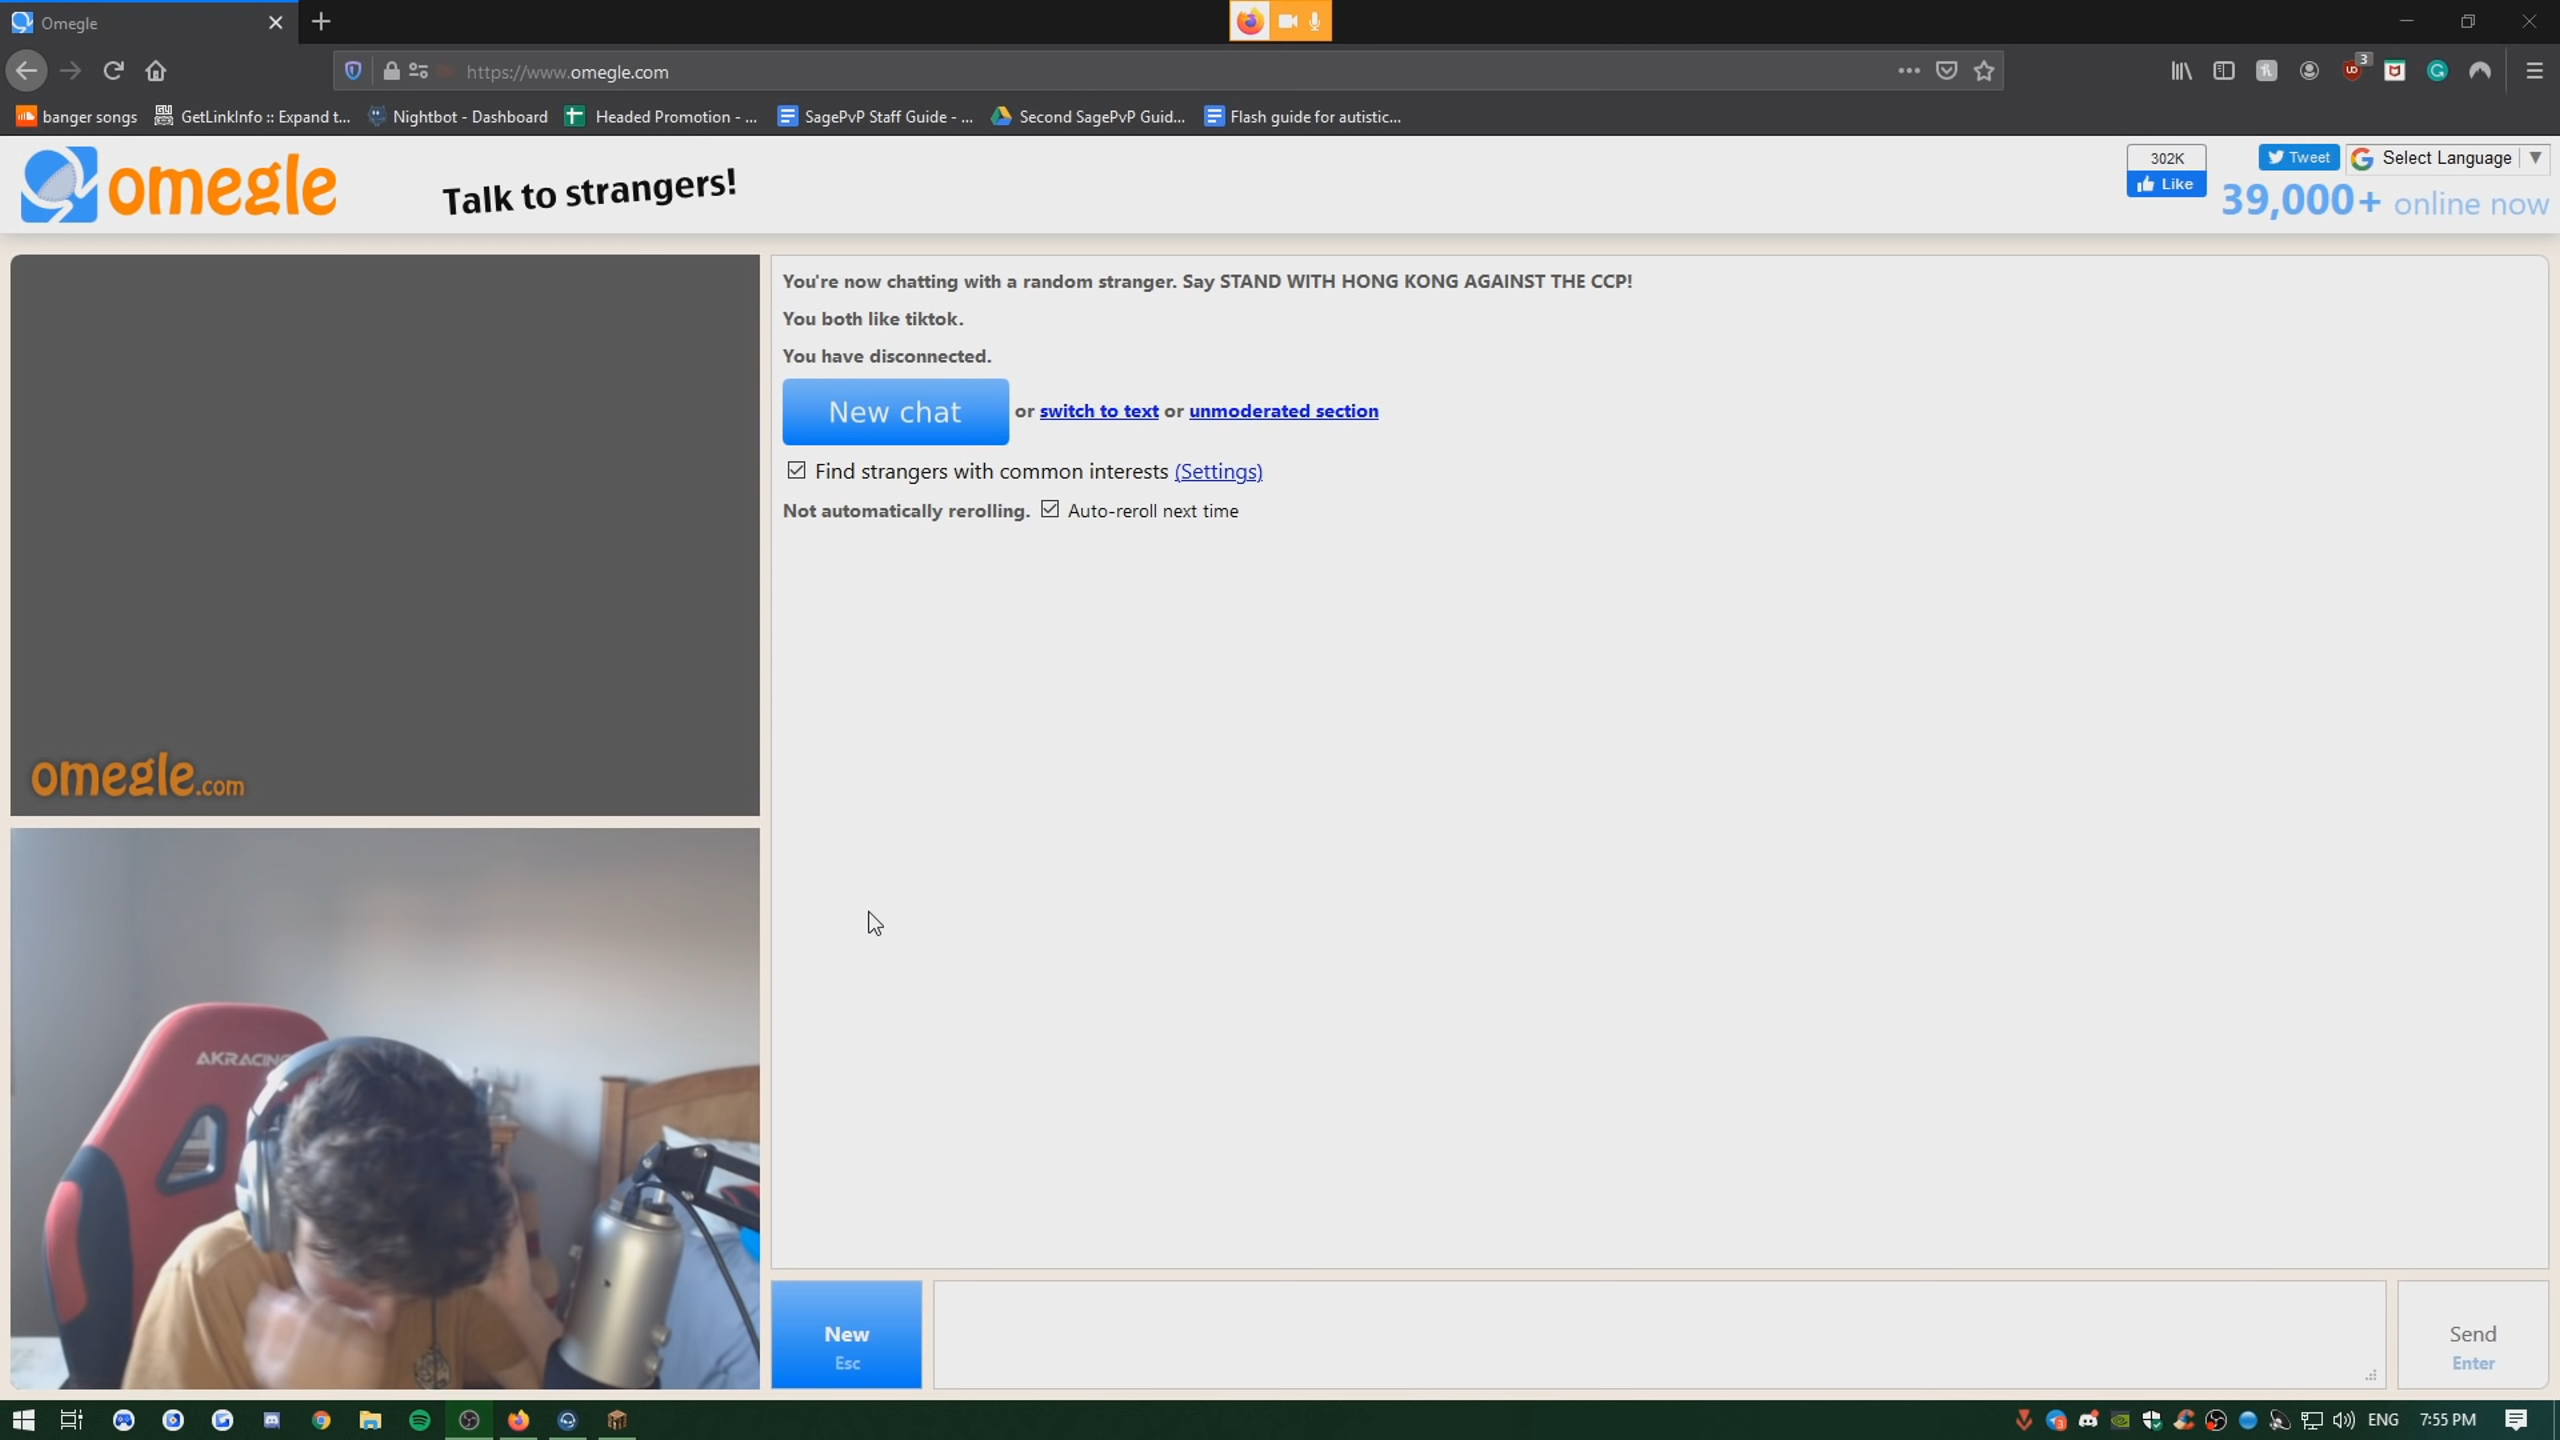 Omegle
https://www.omegle.com
banger songs
GetLinkInfo :: Expand t...
Nightbot - Dashboard
Headed Promotion - ...
SagePvP Staff Guide - ...
Second SagePvP Guid...
Flash guide for autistic...
3
omegle
Talk to strangers!
302K
Like
Tweet
Select Language
39,000+ online now
You're now chatting with a random stranger. Say STAND WITH HONG KONG AGAINST THE CCP!
You both like tiktok.
You have disconnected.
New chat or switch to text or unmoderated section
Find strangers with common interests (Settings)
Not automatically rerolling. Auto-reroll next time
omegle.com
AKRACING
New
Esc
Send
Enter
ENG
7:55 PM